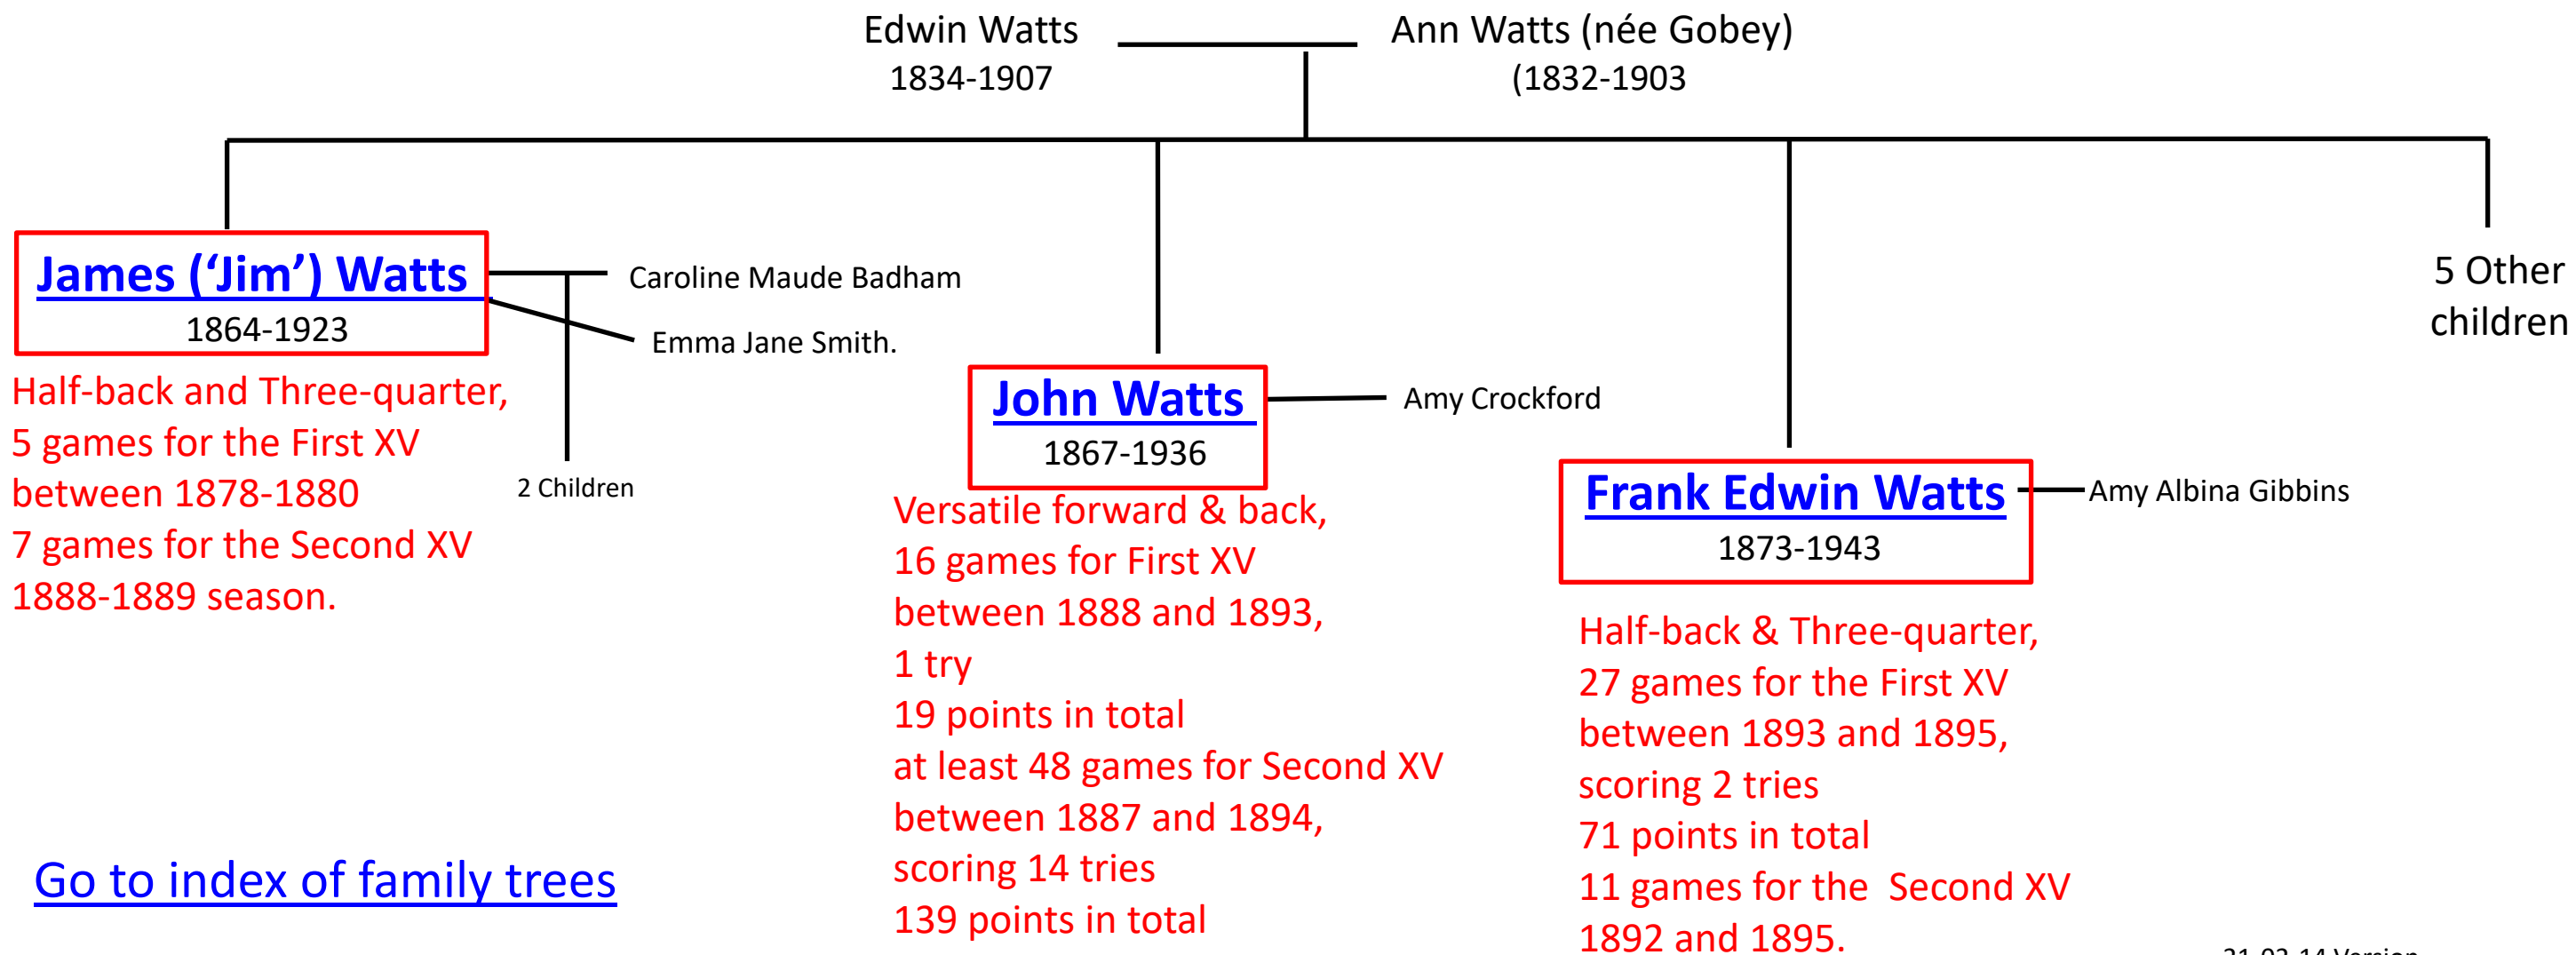 Edwin Watts
1834-1907
Ann Watts (née Gobey)
(1832-1903
James (‘Jim’) Watts
1864-1923
Caroline Maude Badham
Emma Jane Smith.
2 Children
Half-back and Three-quarter,
5 games for the First XV
between 1878-1880
7 games for the Second XV
1888-1889 season.
John Watts
1867-1936
Amy Crockford
Versatile forward & back,
16 games for First XV
between 1888 and 1893,
1 try
19 points in total
at least 48 games for Second XV
between 1887 and 1894,
scoring 14 tries
139 points in total
Frank Edwin Watts
1873-1943
Amy Albina Gibbins
Half-back & Three-quarter,
27 games for the First XV
between 1893 and 1895,
scoring 2 tries
71 points in total
11 games for the Second XV
1892 and 1895.
5 Other
children
Go to index of family trees
Version